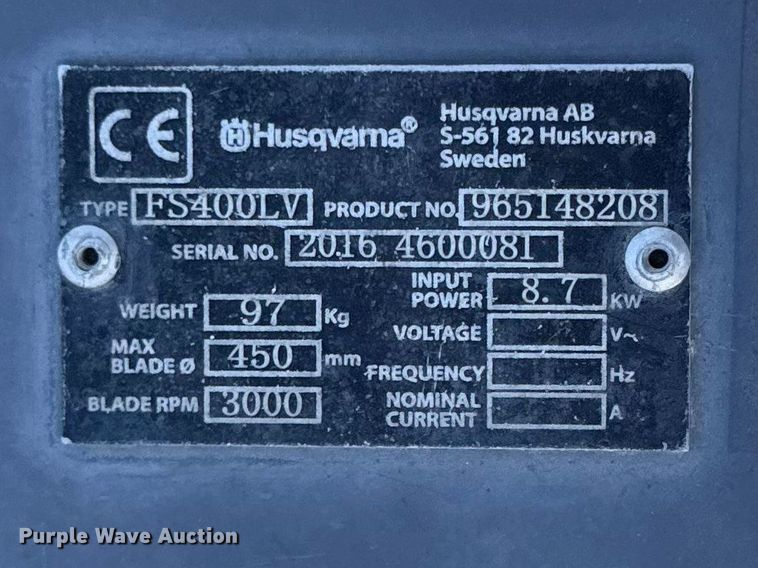 CE
Husqvarna®
Husqvarna AB
S-561 82 Huskvarna
Sweden
TYPE FS400LV PRODUCT NO. 965148208
SERIAL NO. 2016 4600081
WEIGHT 97 Kg
MAX BLADE Ø 450 mm
BLADE RPM 3000
INPUT POWER 8.7 KW
VOLTAGE V~
FREQUENCY Hz
NOMINAL CURRENT A
Purple Wave Auction